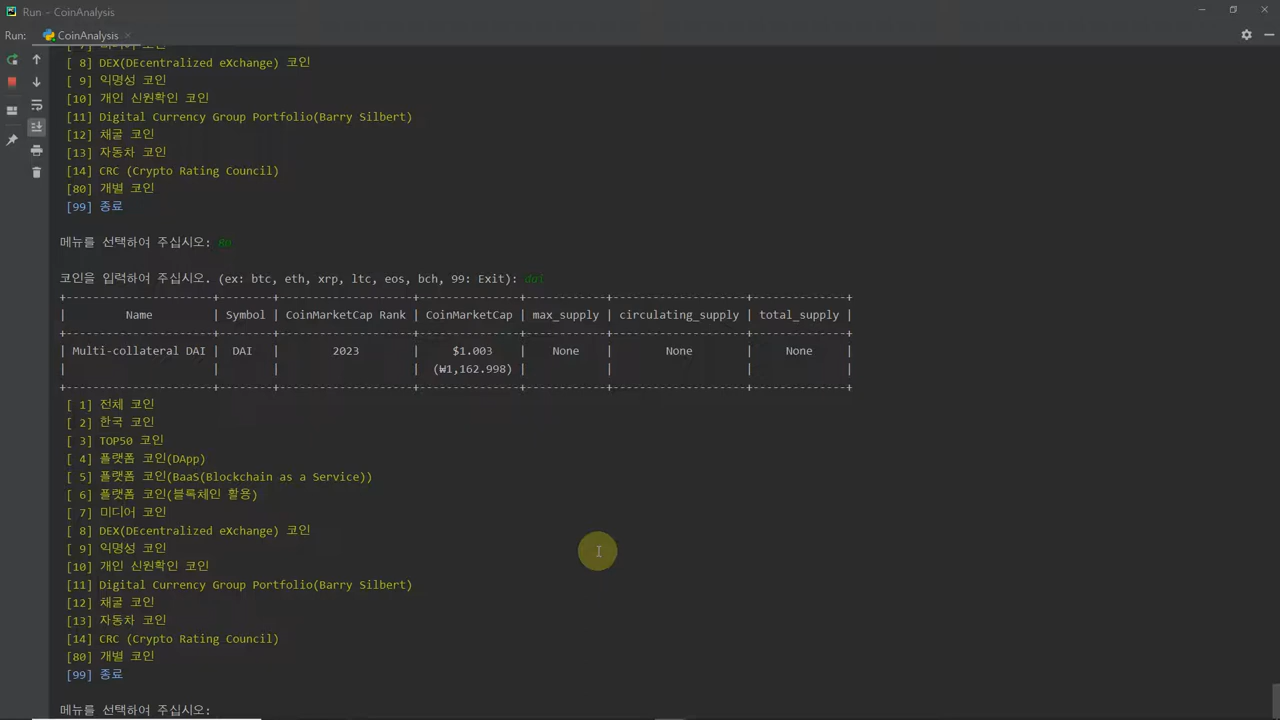 Run - CoinAnalysis
Run: CoinAnalysis
[ 8] DEX(DEcentralized eXchange) 코인
[ 9] 익명성 코인
[10] 개인 신원확인 코인
[11] Digital Currency Group Portfolio(Barry Silbert)
[12] 채굴 코인
[13] 자동차 코인
[14] CRC (Crypto Rating Council)
[80] 개별 코인
[99] 종료
메뉴를 선택하여 주십시오: 80
코인을 입력하여 주십시오. (ex: btc, eth, xrp, ltc, eos, bch, 99: Exit): dai
+----------------------+-------+--------------------+---------------+------------+--------------------+--------------+
| Name | Symbol | CoinMarketCap Rank | CoinMarketCap | max_supply | circulating_supply | total_supply |
+----------------------+-------+--------------------+---------------+------------+--------------------+--------------+
| Multi-collateral DAI | DAI | 2023 | $1.003 | None | None | None |
| | | | (₩1,162.998) | | | |
+----------------------+-------+--------------------+---------------+------------+--------------------+--------------+
[ 1] 전체 코인
[ 2] 한국 코인
[ 3] TOP50 코인
[ 4] 플랫폼 코인(DApp)
[ 5] 플랫폼 코인(BaaS(Blockchain as a Service))
[ 6] 플랫폼 코인(블록체인 활용)
[ 7] 미디어 코인
[ 8] DEX(DEcentralized eXchange) 코인
[ 9] 익명성 코인
[10] 개인 신원확인 코인
[11] Digital Currency Group Portfolio(Barry Silbert)
[12] 채굴 코인
[13] 자동차 코인
[14] CRC (Crypto Rating Council)
[80] 개별 코인
[99] 종료
메뉴를 선택하여 주십시오: